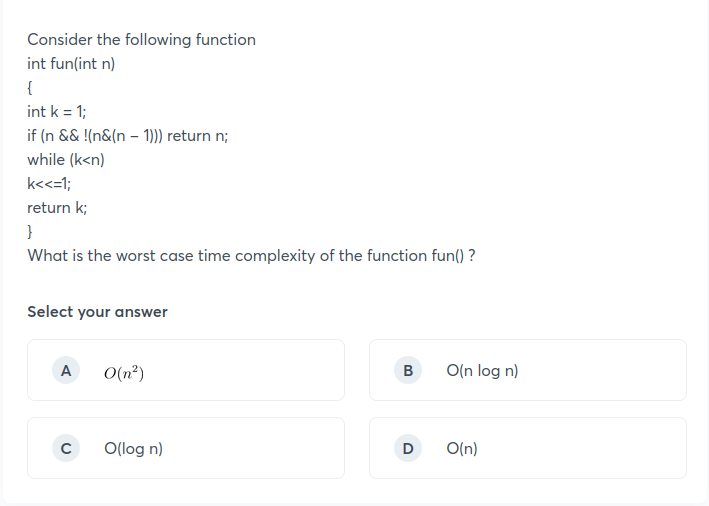 Consider the following function
int fun(int n)
{
int k = 1;
if (n && !(n&(n – 1))) return n;
while (k<n)
k<<=1;
return k;
}
What is the worst case time complexity of the function fun() ?
Select your answer
A O(n²)
B O(n log n)
C O(log n)
D O(n)